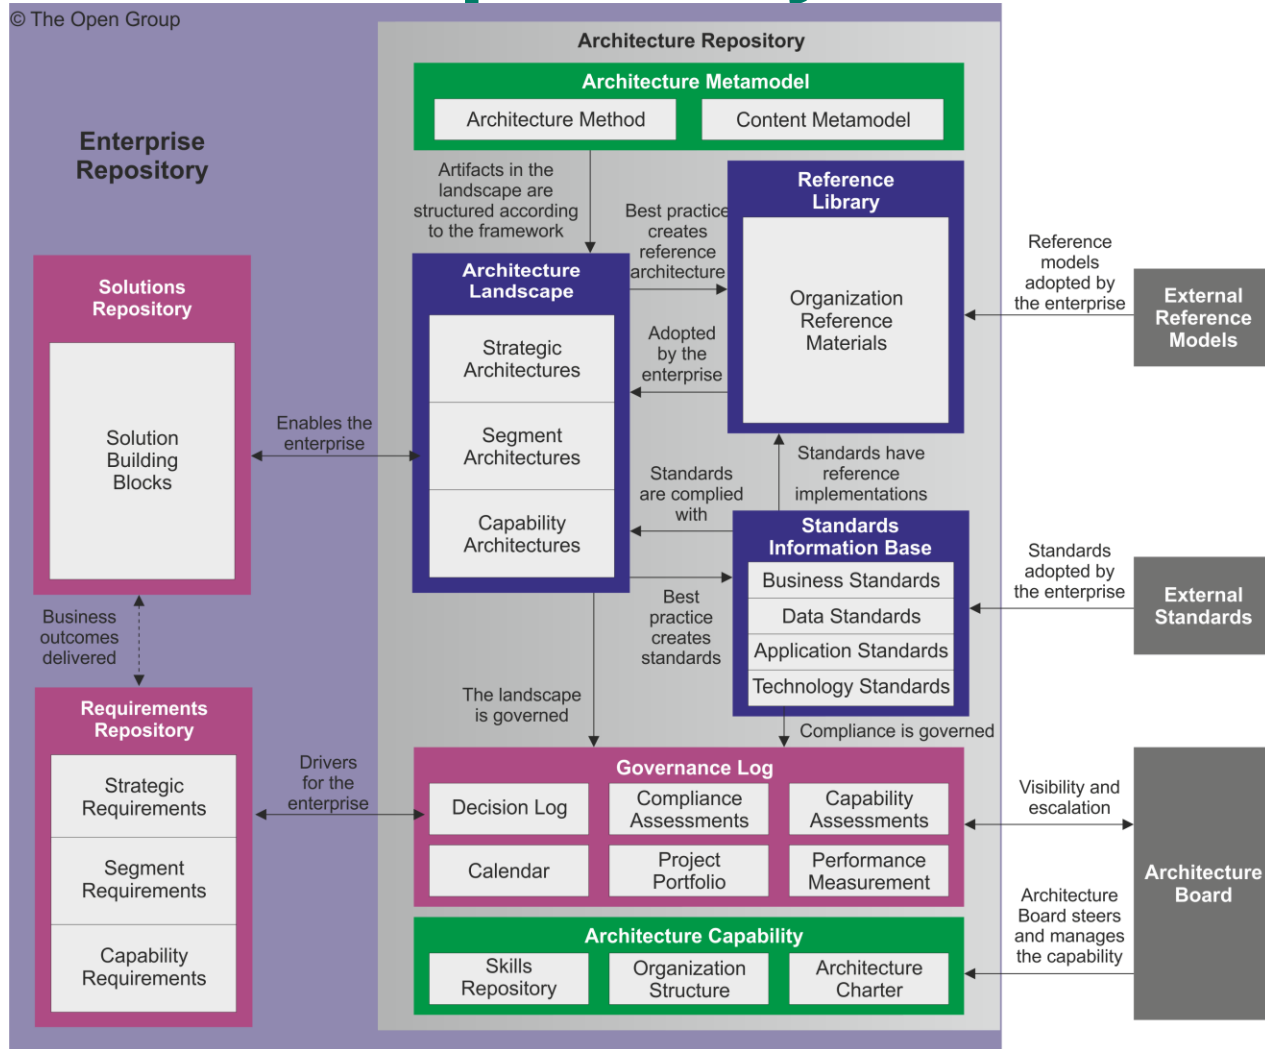 © The Open Group
Architecture Repository
Architecture Metamodel
Architecture Method
Content Metamodel
Enterprise
Repository
Artifacts in the
landscape are
structured according
to the framework
Best practice
creates
reference
architecture
Reference
Library
Organization
Reference
Materials
Reference
models
adopted by
the enterprise
External
Reference
Models
Solutions
Repository
Solution
Building
Blocks
Enables the
enterprise
Architecture
Landscape
Strategic
Architectures
Segment
Architectures
Capability
Architectures
Adopted
by the
enterprise
Standards
are complied
with
Standards have
reference
implementations
Standards
Information Base
Business Standards
Data Standards
Application Standards
Technology Standards
Standards
adopted by
the enterprise
External
Standards
Best
practice
creates
standards
Business
outcomes
delivered
The landscape
is governed
Compliance is governed
Requirements
Repository
Strategic
Requirements
Segment
Requirements
Capability
Requirements
Drivers
for the
enterprise
Governance Log
Decision Log
Compliance
Assessments
Capability
Assessments
Calendar
Project
Portfolio
Performance
Measurement
Visibility and
escalation
Architecture
Board
Architecture
Board steers
and manages
the capability
Architecture Capability
Skills
Repository
Organization
Structure
Architecture
Charter